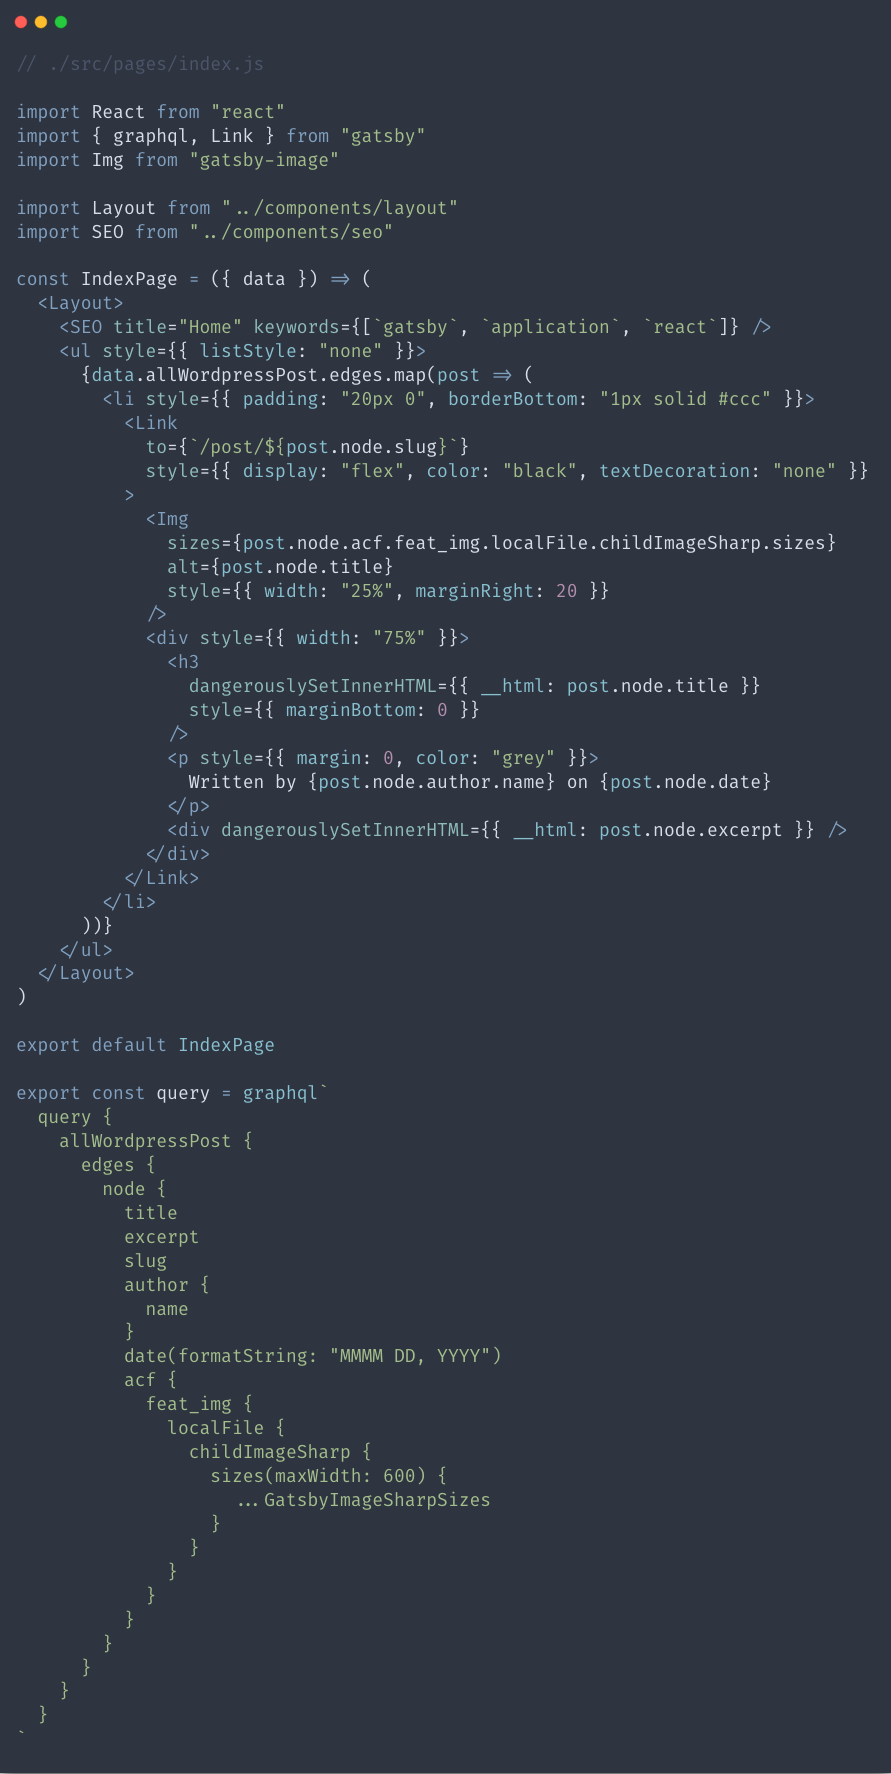 // ./src/pages/index.js

import React from "react"
import { graphql, Link } from "gatsby"
import Img from "gatsby-image"

import Layout from "../components/layout"
import SEO from "../components/seo"

const IndexPage = ({ data }) => (
  <Layout>
    <SEO title="Home" keywords={[`gatsby`, `application`, `react`]} />
    <ul style={{ listStyle: "none" }}>
      {data.allWordpressPost.edges.map(post => (
        <li style={{ padding: "20px 0", borderBottom: "1px solid #ccc" }}>
          <Link
            to={`/post/${post.node.slug}`}
            style={{ display: "flex", color: "black", textDecoration: "none" }}
          >
            <Img
              sizes={post.node.acf.feat_img.localFile.childImageSharp.sizes}
              alt={post.node.title}
              style={{ width: "25%", marginRight: 20 }}
            />
            <div style={{ width: "75%" }}>
              <h3
                dangerouslySetInnerHTML={{ __html: post.node.title }}
                style={{ marginBottom: 0 }}
              />
              <p style={{ margin: 0, color: "grey" }}>
                Written by {post.node.author.name} on {post.node.date}
              </p>
              <div dangerouslySetInnerHTML={{ __html: post.node.excerpt }} />
            </div>
          </Link>
        </li>
      ))}
    </ul>
  </Layout>
)

export default IndexPage

export const query = graphql`
  query {
    allWordpressPost {
      edges {
        node {
          title
          excerpt
          slug
          author {
            name
          }
          date(formatString: "MMMM DD, YYYY")
          acf {
            feat_img {
              localFile {
                childImageSharp {
                  sizes(maxWidth: 600) {
                    ...GatsbyImageSharpSizes
                  }
                }
              }
            }
          }
        }
      }
    }
  }
`